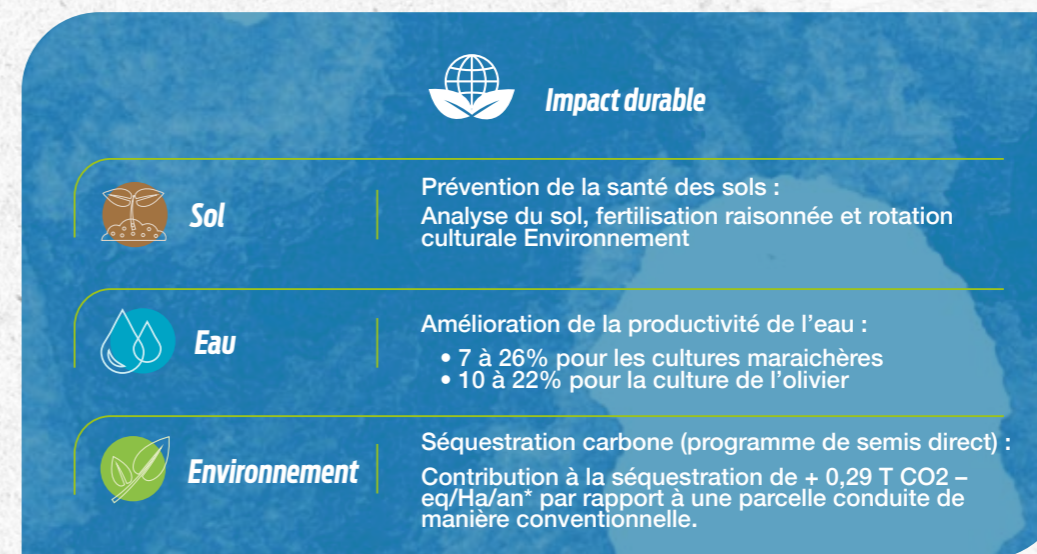 Impact durable
Sol
Prévention de la santé des sols :
Analyse du sol, fertilisation raisonnée et rotation
culturale Environnement
Eau
Amélioration de la productivité de l’eau :
• 7 à 26% pour les cultures maraichères
• 10 à 22% pour la culture de l’olivier
Environnement
Séquestration carbone (programme de semis direct) :
Contribution à la séquestration de + 0,29 T CO2 –
eq/Ha/an* par rapport à une parcelle conduite de
manière conventionnelle.